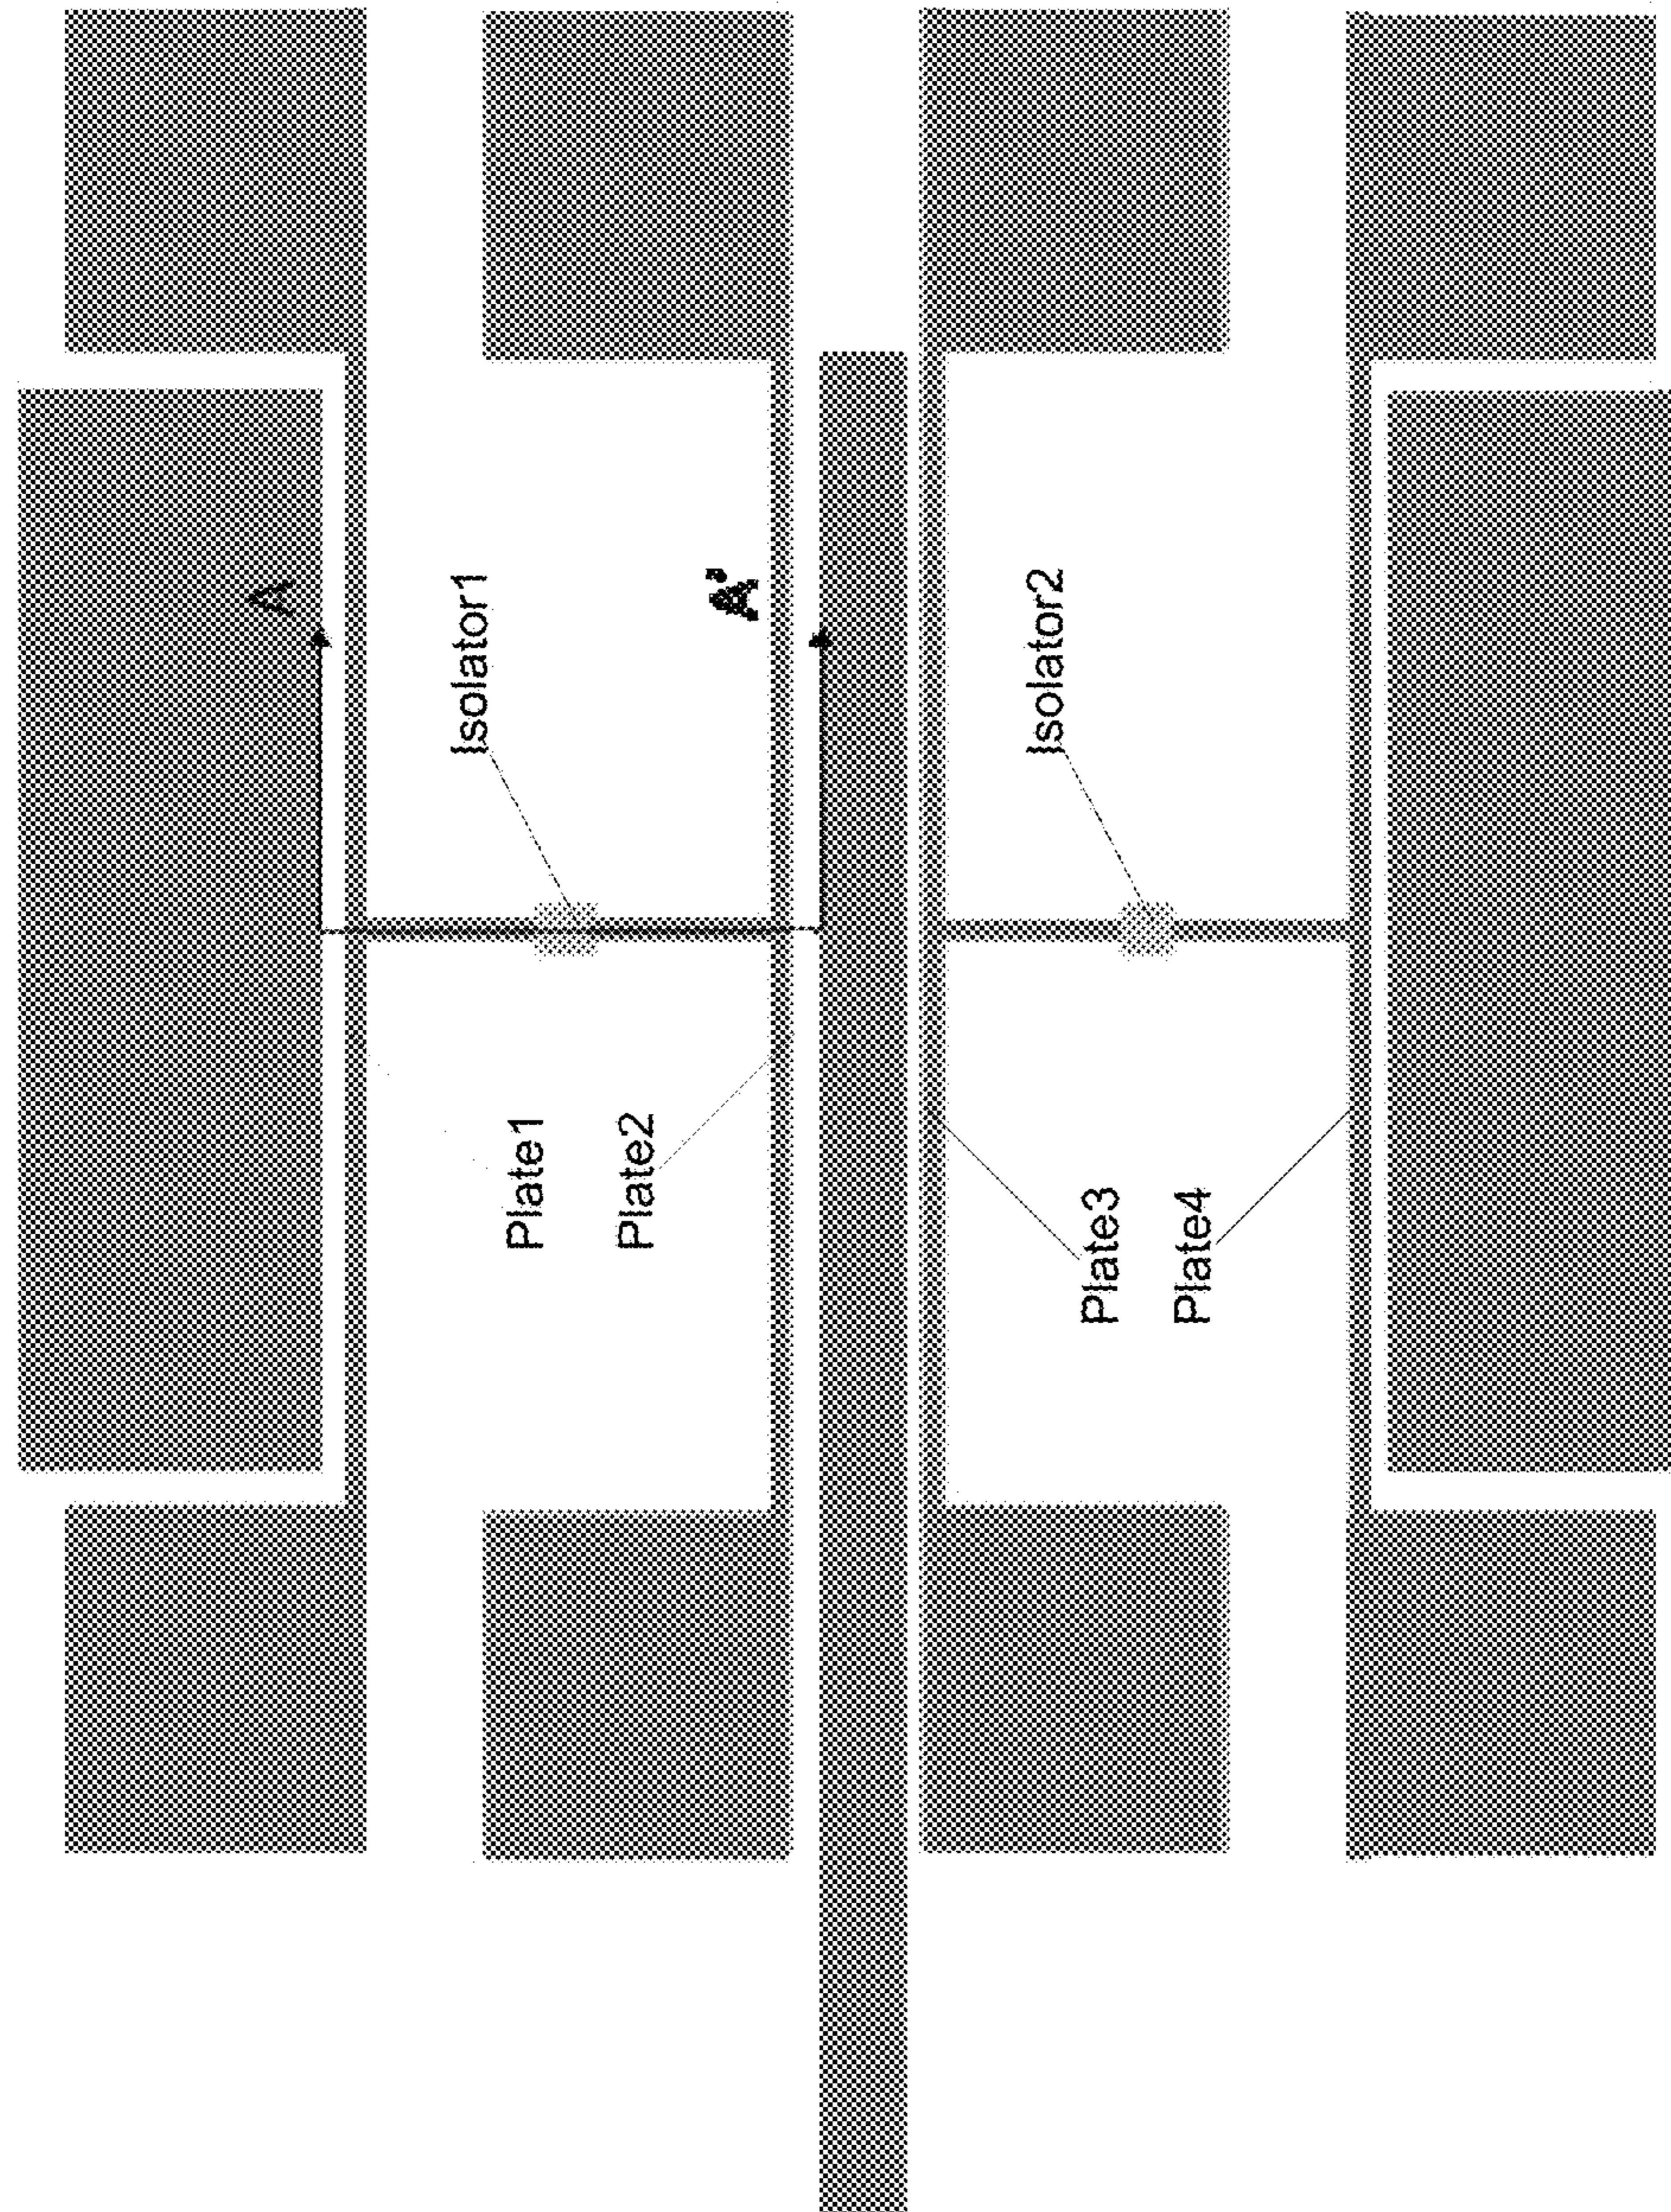 A
A'
Isolator1
Isolator2
Plate1
Plate2
Plate3
Plate4